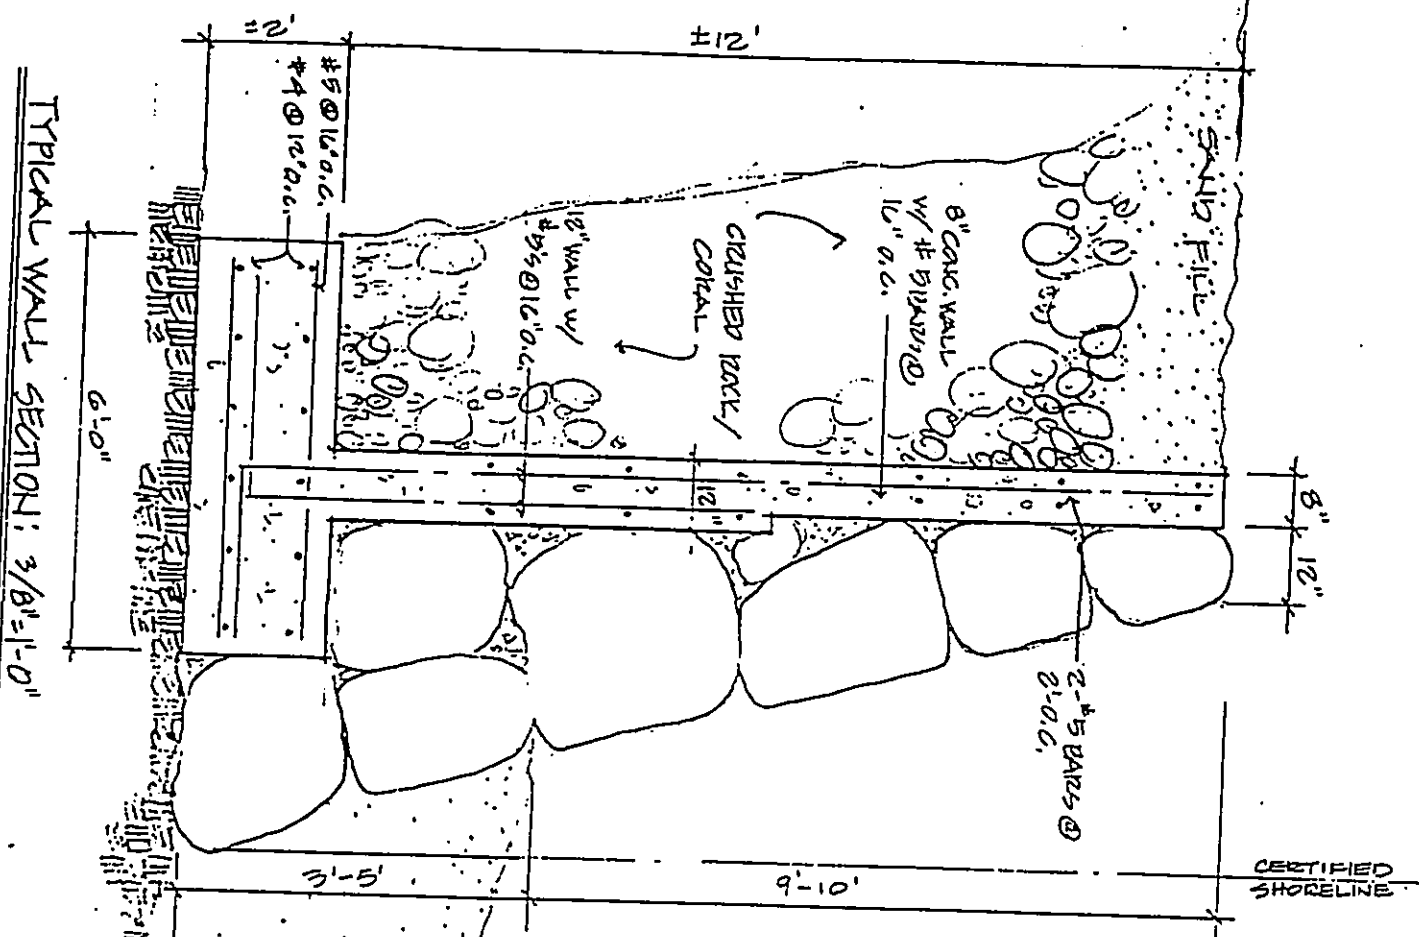 =2'
±12'
#5@16"o.c.
#4@12"o.c.
SAND FILL
8" CONC. WALL
W/ #5 BARS@
16" O.C.
CRUSHED ROCK/
CORAL
12" WALL W/
#5'S@16"O.C.
12"
8"
12"
2-#5 BARS@
2'-O.C.
6'-0"
3'-5'
9'-10'
CERTIFIED
SHORELINE
TYPICAL WALL SECTION: 3/8"=1'-0"